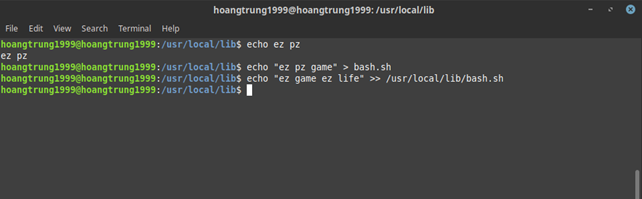 hoangtrung1999@hoangtrung1999: /usr/local/lib
File Edit View Search Terminal Help
hoangtrung1999@hoangtrung1999:/usr/local/lib$ echo ez pz
ez pz
hoangtrung1999@hoangtrung1999:/usr/local/lib$ echo "ez pz game" > bash.sh
hoangtrung1999@hoangtrung1999:/usr/local/lib$ echo "ez game ez life" >> /usr/local/lib/bash.sh
hoangtrung1999@hoangtrung1999:/usr/local/lib$